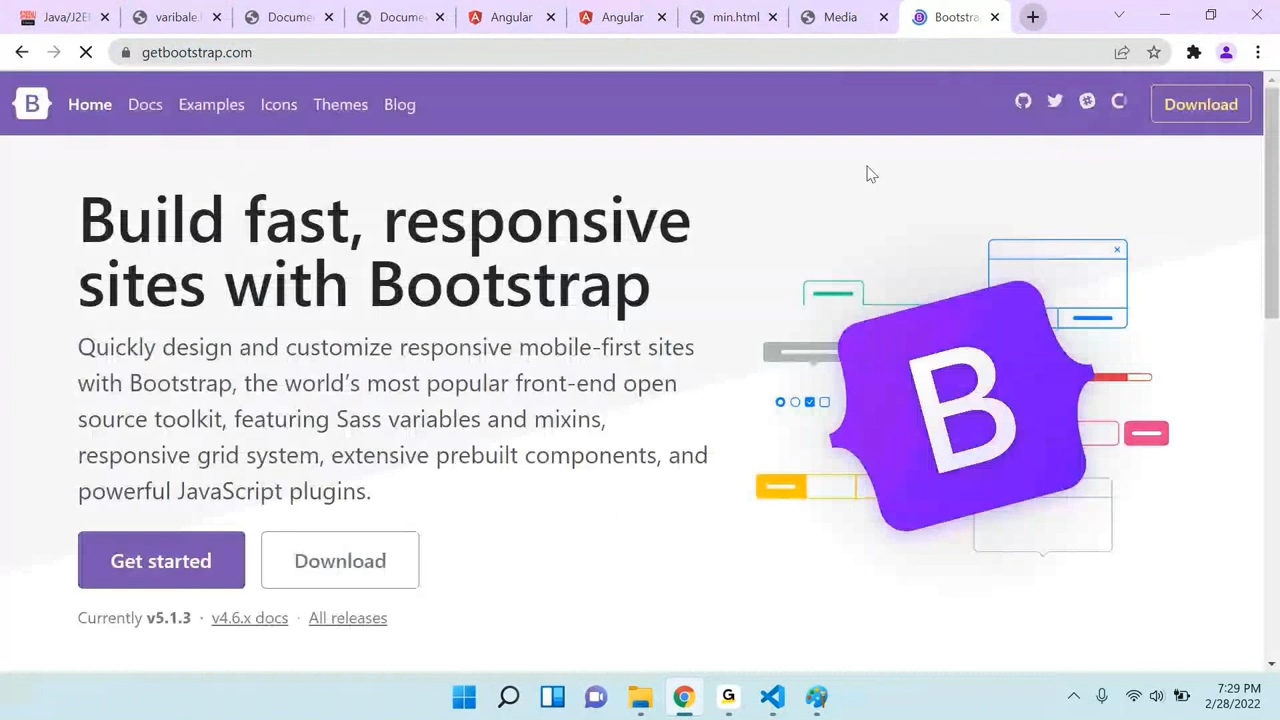 Java/J2E
varibale
Docume
Docume
Angular
Angular
mini.html
Media
Bootstra
getbootstrap.com
B
Home
Docs
Examples
Icons
Themes
Blog
Download
Build fast, responsive
sites with Bootstrap
Quickly design and customize responsive mobile-first sites
with Bootstrap, the world’s most popular front-end open
source toolkit, featuring Sass variables and mixins,
responsive grid system, extensive prebuilt components, and
powerful JavaScript plugins.
B
Get started
Download
Currently v5.1.3 · v4.6.x docs · All releases
G
7:29 PM
2/28/2022